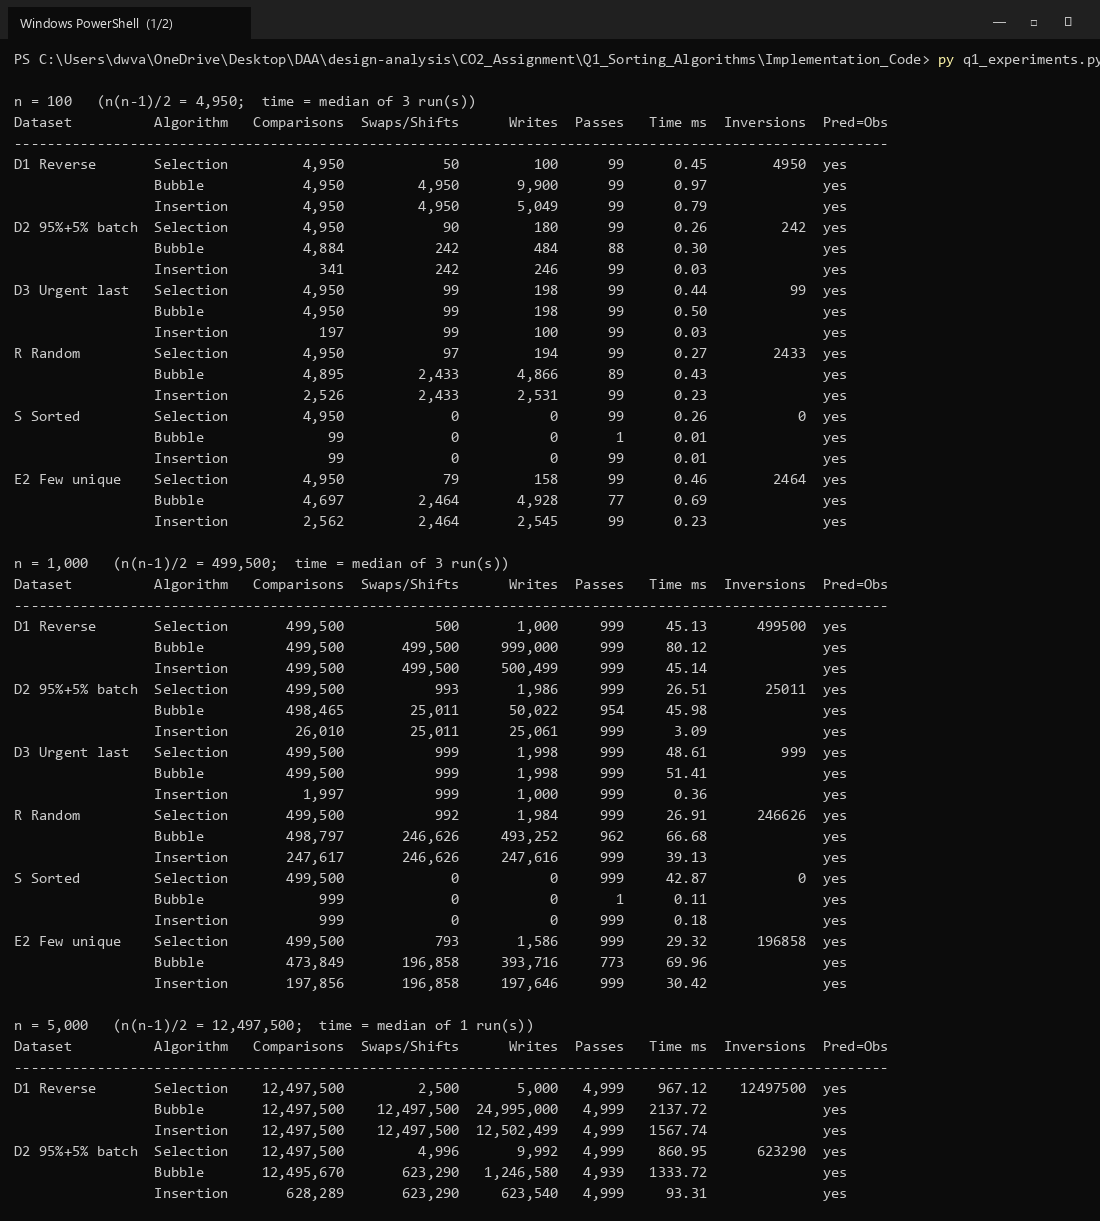 Windows PowerShell (1/2)
PS C:\Users\dwva\OneDrive\Desktop\DAA\design-analysis\CO2_Assignment\Q1_Sorting_Algorithms\Implementation_Code> py q1_experiments.py
n = 100   (n(n-1)/2 = 4,950;  time = median of 3 run(s))
Dataset          Algorithm   Comparisons  Swaps/Shifts      Writes  Passes   Time ms  Inversions  Pred=Obs
----------------------------------------------------------------------------------------------------------
D1 Reverse       Selection         4,950            50         100      99      0.45        4950  yes
                 Bubble            4,950         4,950       9,900      99      0.97              yes
                 Insertion         4,950         4,950       5,049      99      0.79              yes
D2 95%+5% batch  Selection         4,950            90         180      99      0.26         242  yes
                 Bubble            4,884           242         484      88      0.30              yes
                 Insertion           341           242         246      99      0.03              yes
D3 Urgent last   Selection         4,950            99         198      99      0.44          99  yes
                 Bubble            4,950            99         198      99      0.50              yes
                 Insertion           197            99         100      99      0.03              yes
R Random         Selection         4,950            97         194      99      0.27        2433  yes
                 Bubble            4,895         2,433       4,866      89      0.43              yes
                 Insertion         2,526         2,433       2,531      99      0.23              yes
S Sorted         Selection         4,950             0           0      99      0.26           0  yes
                 Bubble               99             0           0       1      0.01              yes
                 Insertion            99             0           0      99      0.01              yes
E2 Few unique    Selection         4,950            79         158      99      0.46        2464  yes
                 Bubble            4,697         2,464       4,928      77      0.69              yes
                 Insertion         2,562         2,464       2,545      99      0.23              yes
n = 1,000   (n(n-1)/2 = 499,500;  time = median of 3 run(s))
Dataset          Algorithm   Comparisons  Swaps/Shifts      Writes  Passes   Time ms  Inversions  Pred=Obs
----------------------------------------------------------------------------------------------------------
D1 Reverse       Selection       499,500           500       1,000     999     45.13      499500  yes
                 Bubble          499,500       499,500     999,000     999     80.12              yes
                 Insertion       499,500       499,500     500,499     999     45.14              yes
D2 95%+5% batch  Selection       499,500           993       1,986     999     26.51       25011  yes
                 Bubble          498,465        25,011      50,022     954     45.98              yes
                 Insertion        26,010        25,011      25,061     999      3.09              yes
D3 Urgent last   Selection       499,500           999       1,998     999     48.61         999  yes
                 Bubble          499,500           999       1,998     999     51.41              yes
                 Insertion         1,997           999       1,000     999      0.36              yes
R Random         Selection       499,500           992       1,984     999     26.91      246626  yes
                 Bubble          498,797       246,626     493,252     962     66.68              yes
                 Insertion       247,617       246,626     247,616     999     39.13              yes
S Sorted         Selection       499,500             0           0     999     42.87           0  yes
                 Bubble              999             0           0       1      0.11              yes
                 Insertion           999             0           0     999      0.18              yes
E2 Few unique    Selection       499,500           793       1,586     999     29.32      196858  yes
                 Bubble          473,849       196,858     393,716     773     69.96              yes
                 Insertion       197,856       196,858     197,646     999     30.42              yes
n = 5,000   (n(n-1)/2 = 12,497,500;  time = median of 1 run(s))
Dataset          Algorithm   Comparisons  Swaps/Shifts      Writes  Passes   Time ms  Inversions  Pred=Obs
----------------------------------------------------------------------------------------------------------
D1 Reverse       Selection    12,497,500         2,500       5,000   4,999    967.12    12497500  yes
                 Bubble       12,497,500    12,497,500  24,995,000   4,999   2137.72              yes
                 Insertion    12,497,500    12,497,500  12,502,499   4,999   1567.74              yes
D2 95%+5% batch  Selection    12,497,500         4,996       9,992   4,999    860.95      623290  yes
                 Bubble       12,495,670       623,290   1,246,580   4,939   1333.72              yes
                 Insertion       628,289       623,290     623,540   4,999     93.31              yes